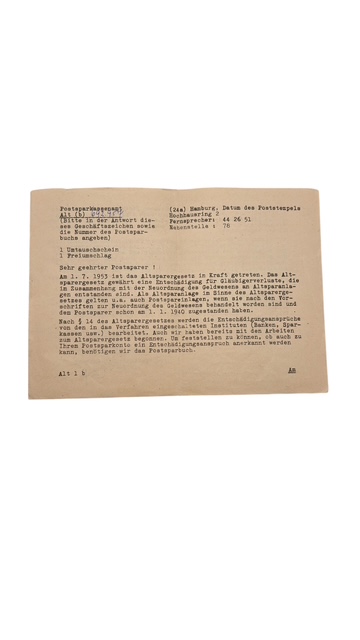 Postsparkassenamt
Alt (b)
(Bitte in der Antwort die-
ses Geschäftszeichen sowie
die Nummer des Postspar-
buchs angeben)
(24a) Hamburg, Datum des Poststempels
Kochhausring 2
Fernsprecher: 44 26 51
Nebenstelle : 76
1 Umtauschschein
1 Freiumschlag
Sehr geehrter Postsparer !
Am 1. 7. 1953 ist das Altsparergesetz in Kraft getreten. Das Alt-
sparergesetz gewährt eine Entschädigung für Gläubigerverluste, die
im Zusammenhang mit der Neuordnung des Geldwesens an Altsparanla-
gen entstanden sind. Als Altsparanlage im Sinne des Altsparerge-
setzes gelten u.a. auch Postspareinlagen, wenn sie nach den Vor-
schriften zur Neuordnung des Geldwesens behandelt worden sind und
dem Postsparer schon am 1. 1. 1940 zugestanden haben.
Nach § 14 des Altsparergesetzes werden die Entschädigungsansprüche
von den in das Verfahren eingeschalteten Instituten (Banken, Spar-
kassen usw.) bearbeitet. Auch wir haben bereits mit den Arbeiten
zum Altsparergesetz begonnen. Um feststellen zu können, ob auch zu
Ihrem Postsparkonto ein Entschädigungsanspruch anerkannt werden
kann, benötigen wir das Postsparbuch.
Alt 1 b
An